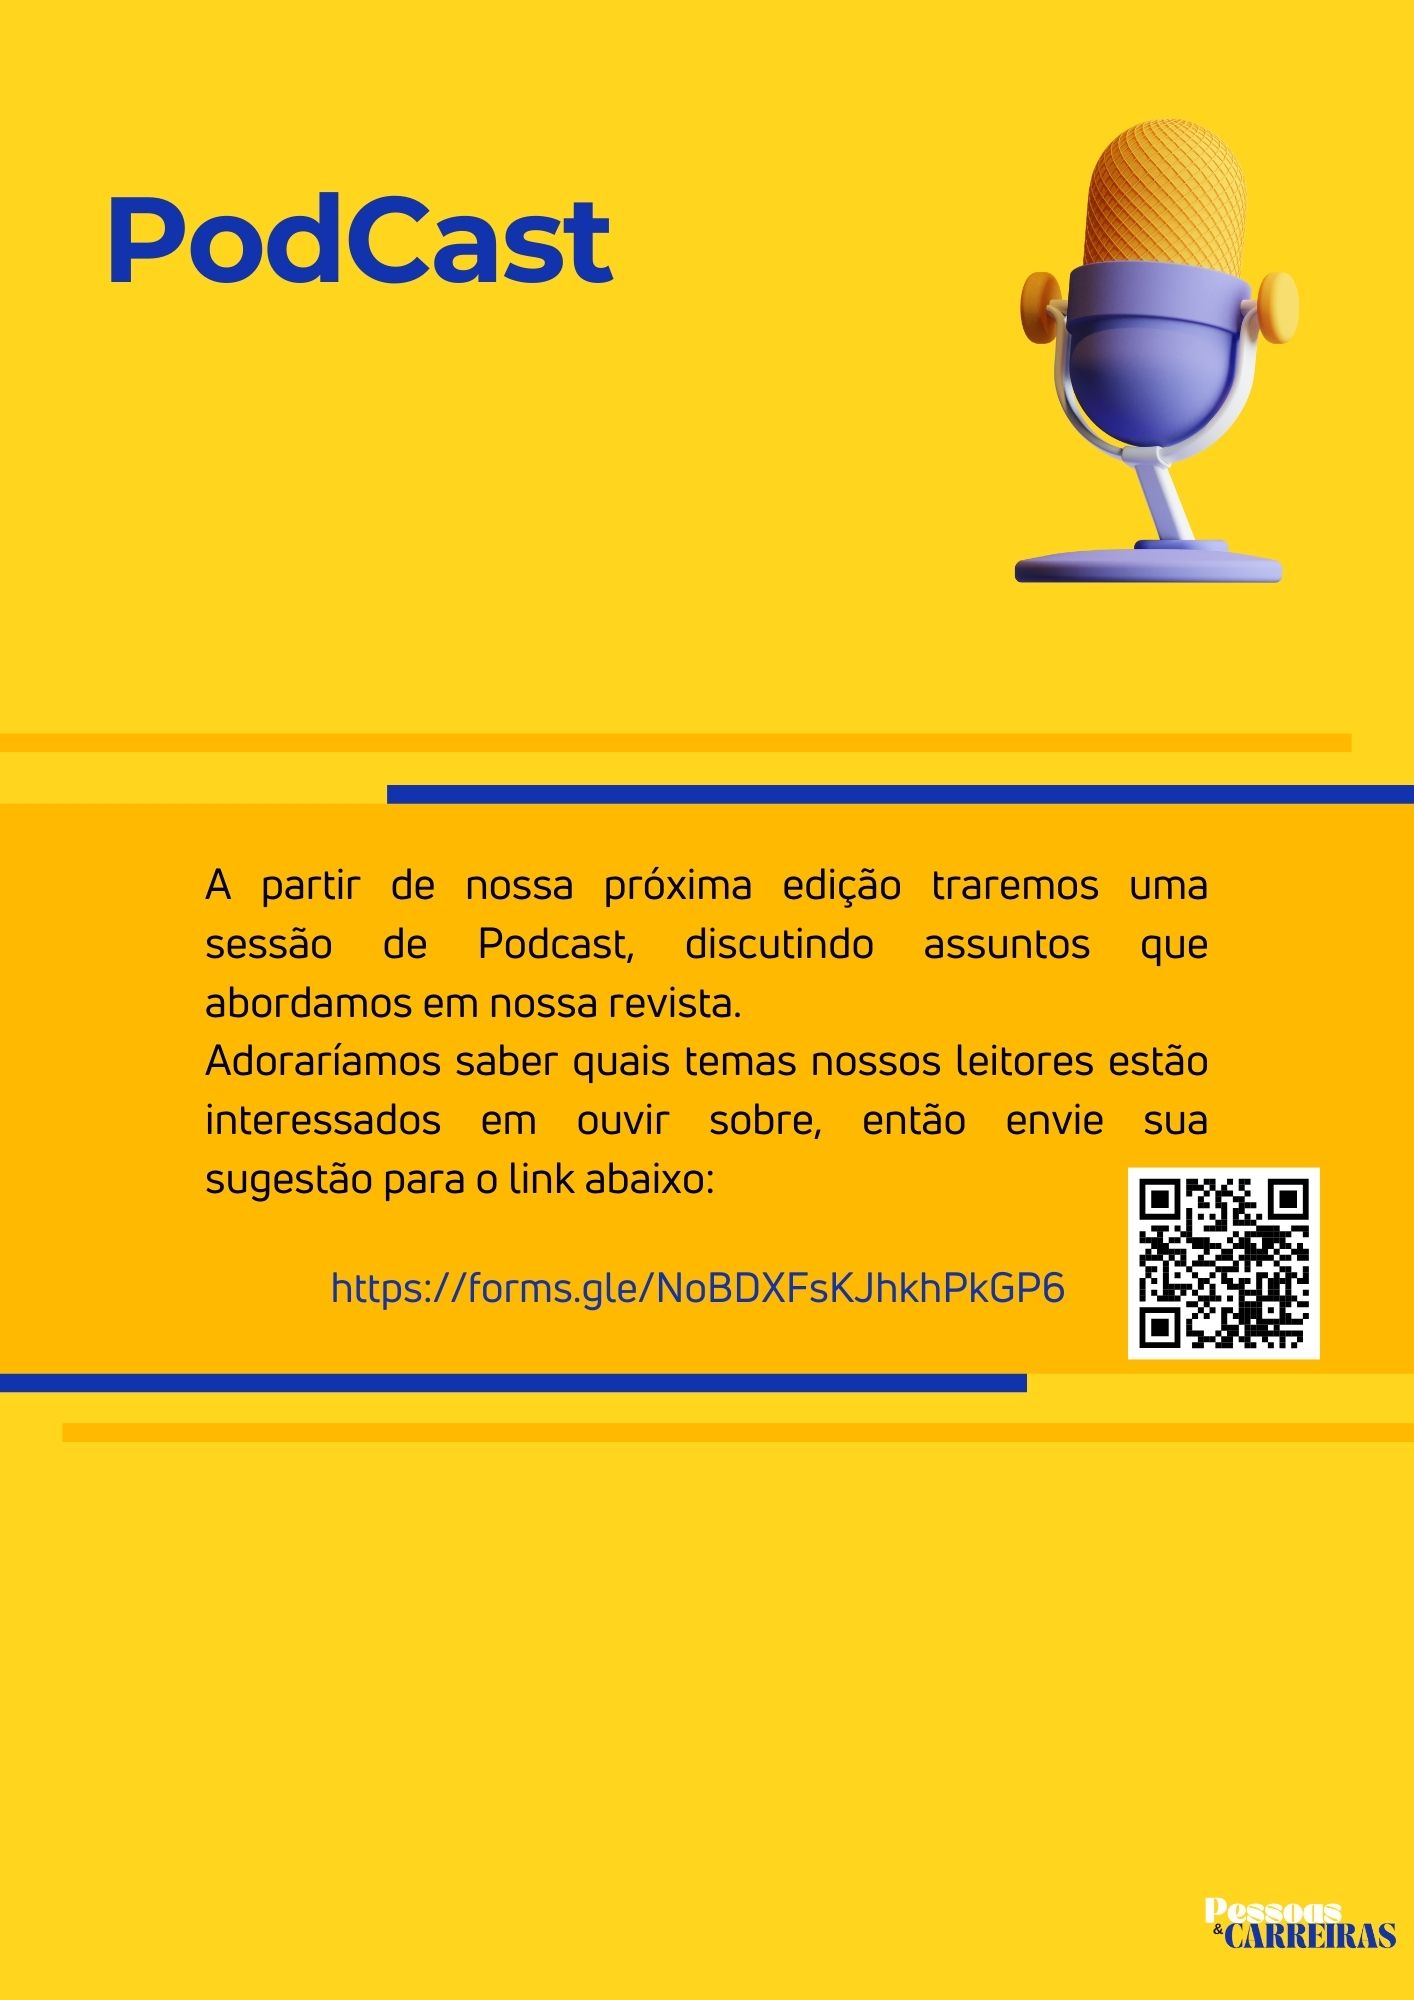 PodCast
A partir de nossa próxima edição traremos uma
sessão de Podcast, discutindo assuntos que
abordamos em nossa revista.
Adoraríamos saber quais temas nossos leitores estão
interessados em ouvir sobre, então envie sua
sugestão para o link abaixo:
https://forms.gle/NoBDXFsKJhkhPkGP6
Pessoas
&CARREIRAS